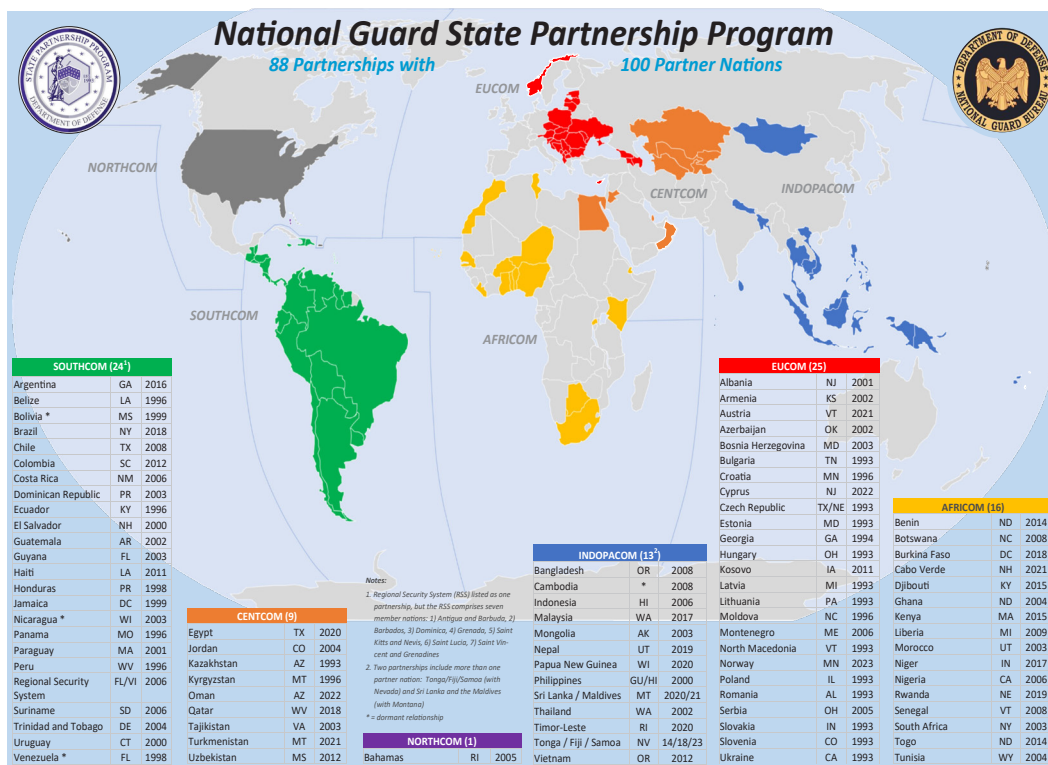 National Guard State Partnership Program
88 Partnerships with 100 Partner Nations
STATE PARTNERSHIP PROGRAM
DEPARTMENT OF DEFENSE
DEPARTMENT OF DEFENSE
NATIONAL GUARD BUREAU
EUCOM
NORTHCOM
CENTCOM
INDOPACOM
SOUTHCOM
AFRICOM
SOUTHCOM (24¹)
Argentina GA 2016
Belize LA 1996
Bolivia * MS 1999
Brazil NY 2018
Chile TX 2008
Colombia SC 2012
Costa Rica NM 2006
Dominican Republic PR 2003
Ecuador KY 1996
El Salvador NH 2000
Guatemala AR 2002
Guyana FL 2003
Haiti LA 2011
Honduras PR 1998
Jamaica DC 1999
Nicaragua * WI 2003
Panama MO 1996
Paraguay MA 2001
Peru WV 1996
Regional Security FL/VI 2006
System
Suriname SD 2006
Trinidad and Tobago DE 2004
Uruguay CT 2000
Venezuela * FL 1998
CENTCOM (9)
Egypt TX 2020
Jordan CO 2004
Kazakhstan AZ 1993
Kyrgyzstan MT 1996
Oman AZ 2022
Qatar WV 2018
Tajikistan VA 2003
Turkmenistan MT 2021
Uzbekistan MS 2012
Notes:
1. Regional Security System (RSS) listed as one
partnership, but the RSS comprises seven
member nations: 1) Antigua and Barbuda, 2)
Barbados, 3) Dominica, 4) Grenada, 5) Saint
Kitts and Nevis, 6) Saint Lucia, 7) Saint Vin-
cent and Grenadines
2. Two partnerships include more than one
partner nation: Tonga/Fiji/Samoa (with
Nevada) and Sri Lanka and the Maldives
(with Montana)
* = dormant relationship
NORTHCOM (1)
Bahamas RI 2005
INDOPACOM (13²)
Bangladesh OR 2008
Cambodia * 2008
Indonesia HI 2006
Malaysia WA 2017
Mongolia AK 2003
Nepal UT 2019
Papua New Guinea WI 2020
Philippines GU/HI 2000
Sri Lanka / Maldives MT 2020/21
Thailand WA 2002
Timor-Leste RI 2020
Tonga / Fiji / Samoa NV 14/18/23
Vietnam OR 2012
EUCOM (25)
Albania NJ 2001
Armenia KS 2002
Austria VT 2021
Azerbaijan OK 2002
Bosnia Herzegovina MD 2003
Bulgaria TN 1993
Croatia MN 1996
Cyprus NJ 2022
Czech Republic TX/NE 1993
Estonia MD 1993
Georgia GA 1994
Hungary OH 1993
Kosovo IA 2011
Latvia MI 1993
Lithuania PA 1993
Moldova NC 1996
Montenegro ME 2006
North Macedonia VT 1993
Norway MN 2023
Poland IL 1993
Romania AL 1993
Serbia OH 2005
Slovakia IN 1993
Slovenia CO 1993
Ukraine CA 1993
AFRICOM (16)
Benin ND 2014
Botswana NC 2008
Burkina Faso DC 2018
Cabo Verde NH 2021
Djibouti KY 2015
Ghana ND 2004
Kenya MA 2015
Liberia MI 2009
Morocco UT 2003
Niger IN 2017
Nigeria CA 2006
Rwanda NE 2019
Senegal VT 2008
South Africa NY 2003
Togo ND 2014
Tunisia WY 2004